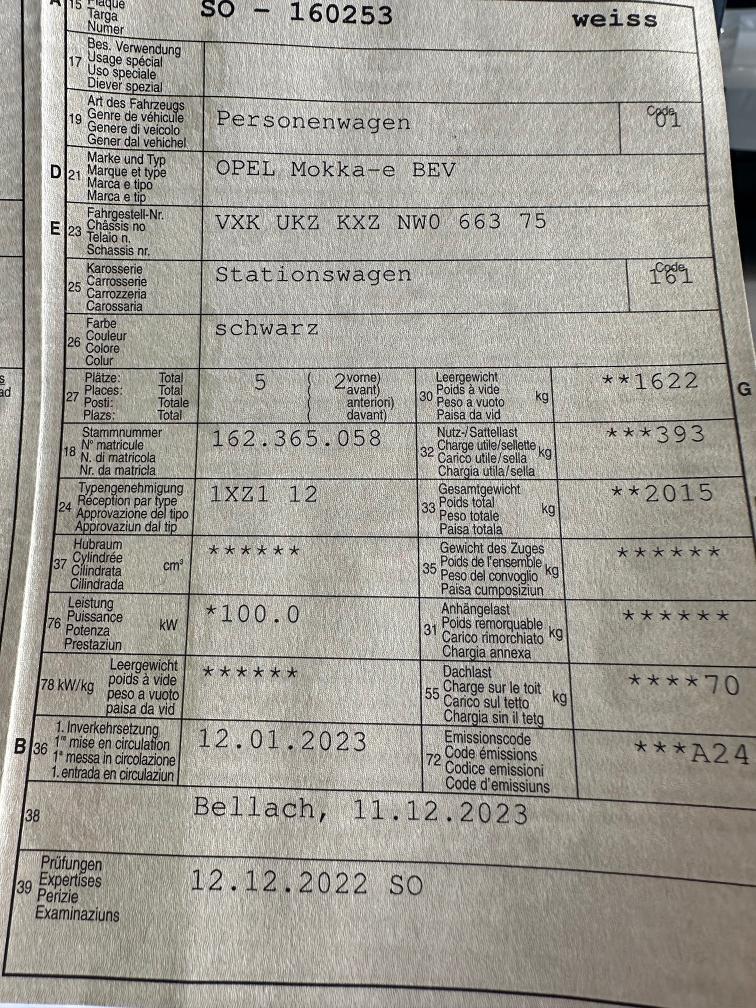 A 15 Plaque SO - 160253 weiss
Targa
Numer
17 Bes. Verwendung
Usage spécial
Uso speciale
Diever spezial
19 Art des Fahrzeugs Personenwagen Code 01
Genre de véhicule
Genere di veicolo
Gener dal vehichel
D 21 Marke und Typ OPEL Mokka-e BEV
Marque et type
Marca e tipo
Marca e tip
E 23 Fahrgestell-Nr. VXK UKZ KXZ NW0 663 75
Châssis no
Telaio n.
Schassis nr.
25 Karosserie Stationswagen Code 161
Carrosserie
Carrozzeria
Carossaria
26 Farbe schwarz
Couleur
Colore
Colur
27 Plätze: Total 5 ( 2 vorne)
Places: Total avant)
Posti: Totale anteriori)
Plazs: Total davant)
30 Leergewicht kg **1622 G
Poids à vide
Peso a vuoto
Paisa da vid
18 Stammnummer 162.365.058
N° matricule
N. di matricola
Nr. da matricla
32 Nutz-/Sattellast kg ***393
Charge utile/sellette
Carico utile/sella
Chargia utila/sella
24 Typengenehmigung 1XZ1 12
Réception par type
Approvazione del tipo
Approvaziun dal tip
33 Gesamtgewicht kg **2015
Poids total
Peso totale
Paisa totala
37 Hubraum cm³ ******
Cylindrée
Cilindrata
Cilindrada
35 Gewicht des Zuges kg ******
Poids de l'ensemble
Peso del convoglio
Paisa cumposiziun
76 Leistung kW *100.0
Puissance
Potenza
Prestaziun
31 Anhängelast kg ******
Poids remorquable
Carico rimorchiato
Chargia annexa
78 kW/kg Leergewicht ******
poids à vide
peso a vuoto
paisa da vid
55 Dachlast kg ****70
Charge sur le toit
Carico sul tetto
Chargia sin il tetg
B 36 1. Inverkehrsetzung 12.01.2023
1re mise en circulation
1a messa in circolazione
1. entrada en circulaziun
72 Emissionscode ***A24
Code émissions
Codice emissioni
Code d'emissiuns
38 Bellach, 11.12.2023
39 Prüfungen 12.12.2022 SO
Expertises
Perizie
Examinaziuns